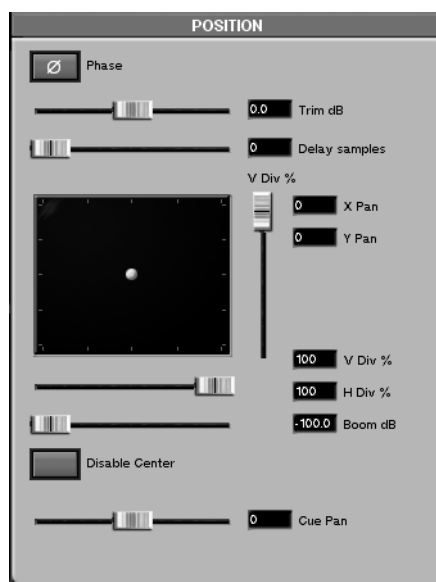 POSITION
Ø Phase
0.0 Trim dB
0 Delay samples
V Div %
0 X Pan
0 Y Pan
100 V Div %
100 H Div %
-100.0 Boom dB
Disable Center
0 Cue Pan